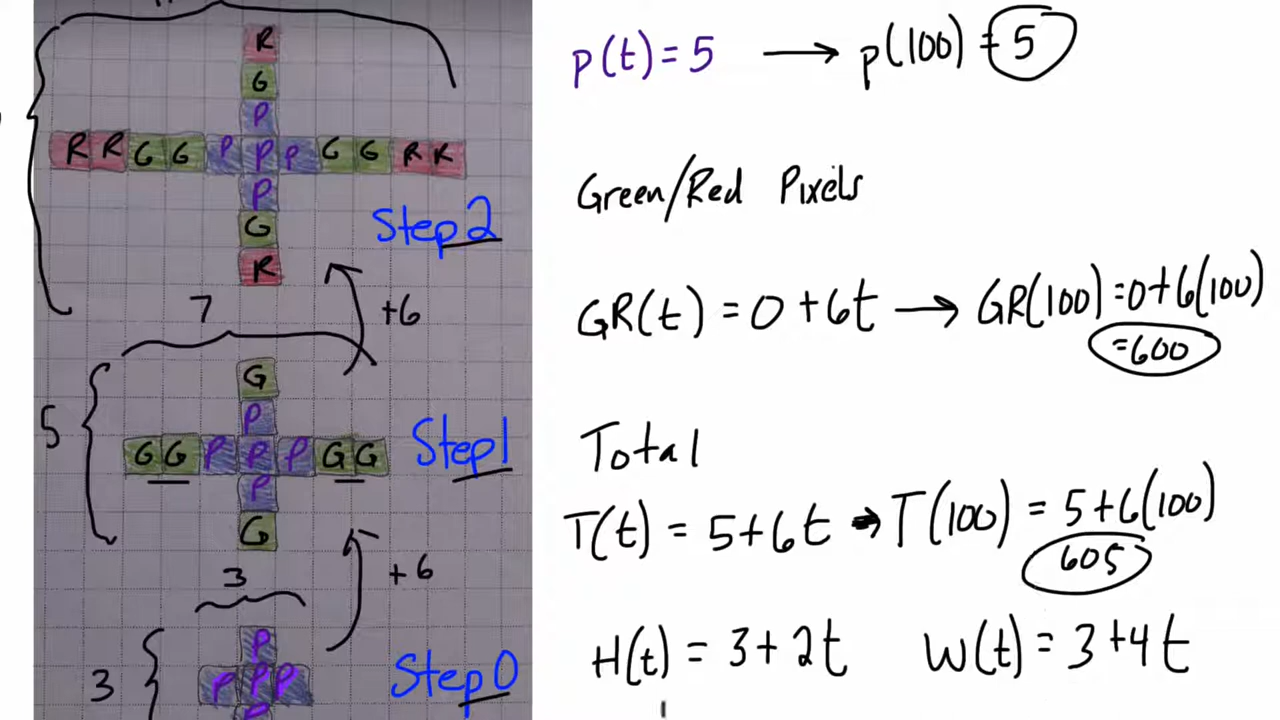 R
G
P
R R G G P P P G G R R
P
G
R
Step 2
+6
7
5
G
P
G G P P P G G
P
G
Step 1
+6
3
3
P
P P P
P
Step 0
p(t) = 5 → p(100) = 5
Green/Red Pixels
GR(t) = 0 + 6t → GR(100) = 0 + 6(100)
= 600
Total
T(t) = 5 + 6t → T(100) = 5 + 6(100)
605
H(t) = 3 + 2t W(t) = 3 + 4t